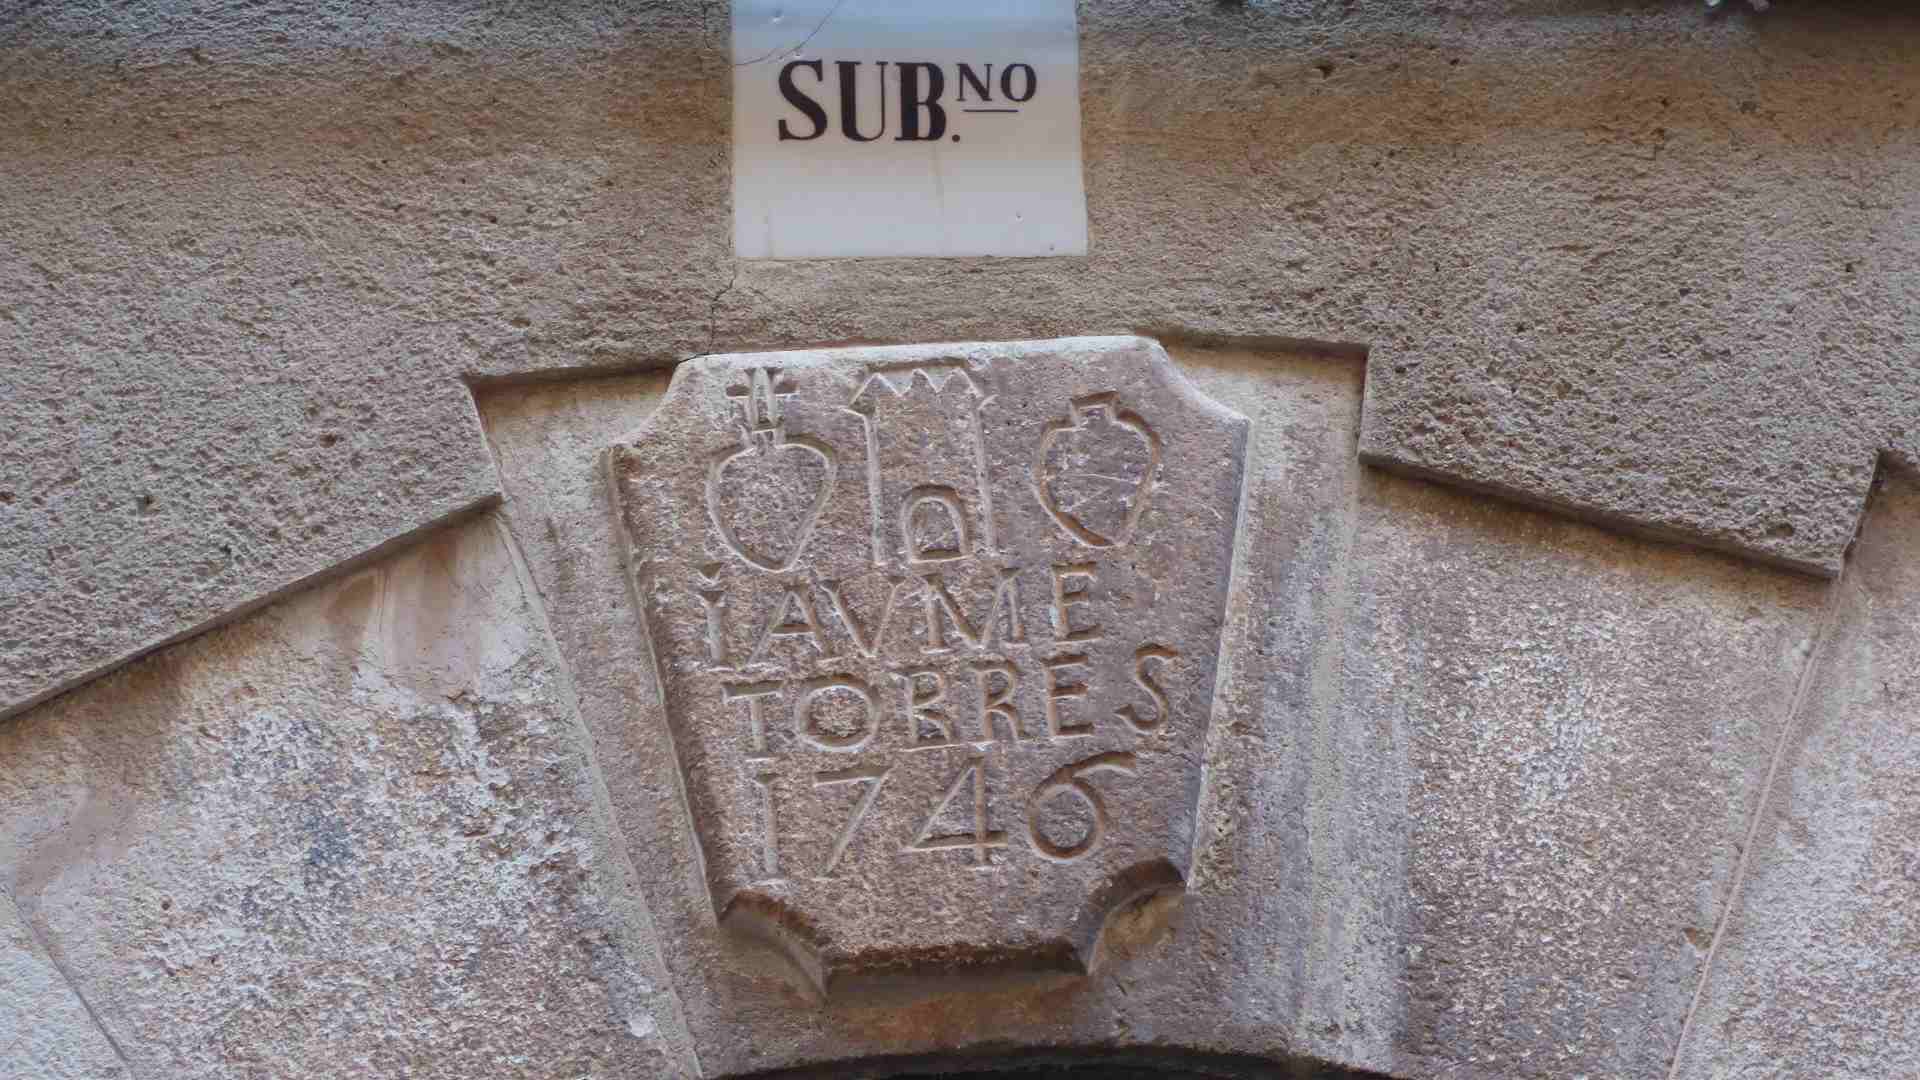 SUB.NO
IAVME
TORRES
1746